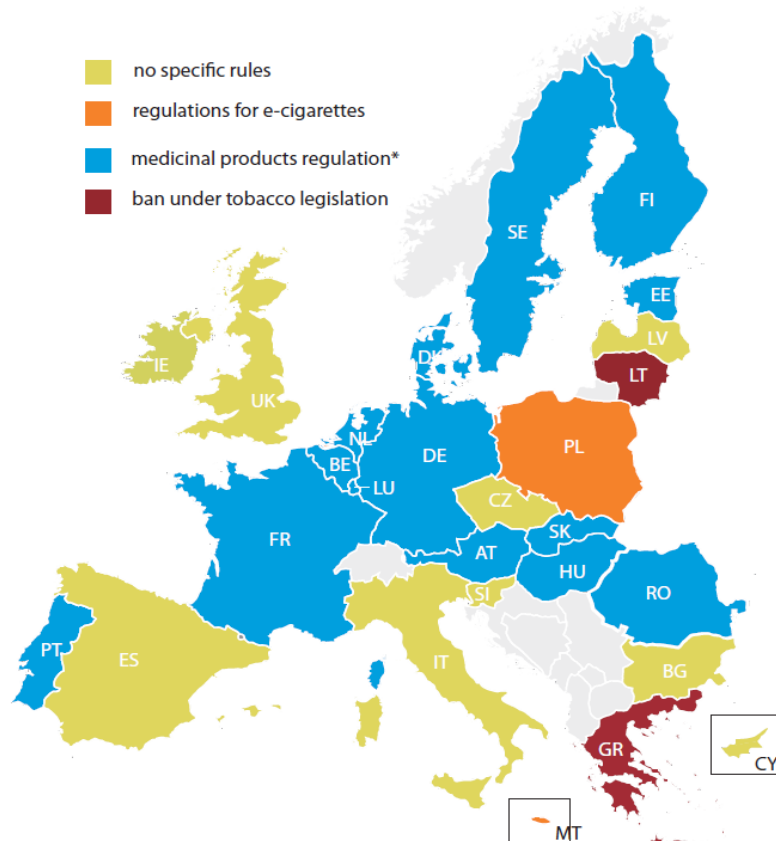 no specific rules
regulations for e-cigarettes
medicinal products regulation*
ban under tobacco legislation
FI
SE
EE
LV
DK
LT
IE
UK
NL
DE
PL
BE
LU
CZ
SK
FR
AT
HU
RO
SI
PT
ES
IT
BG
GR
CY
MT